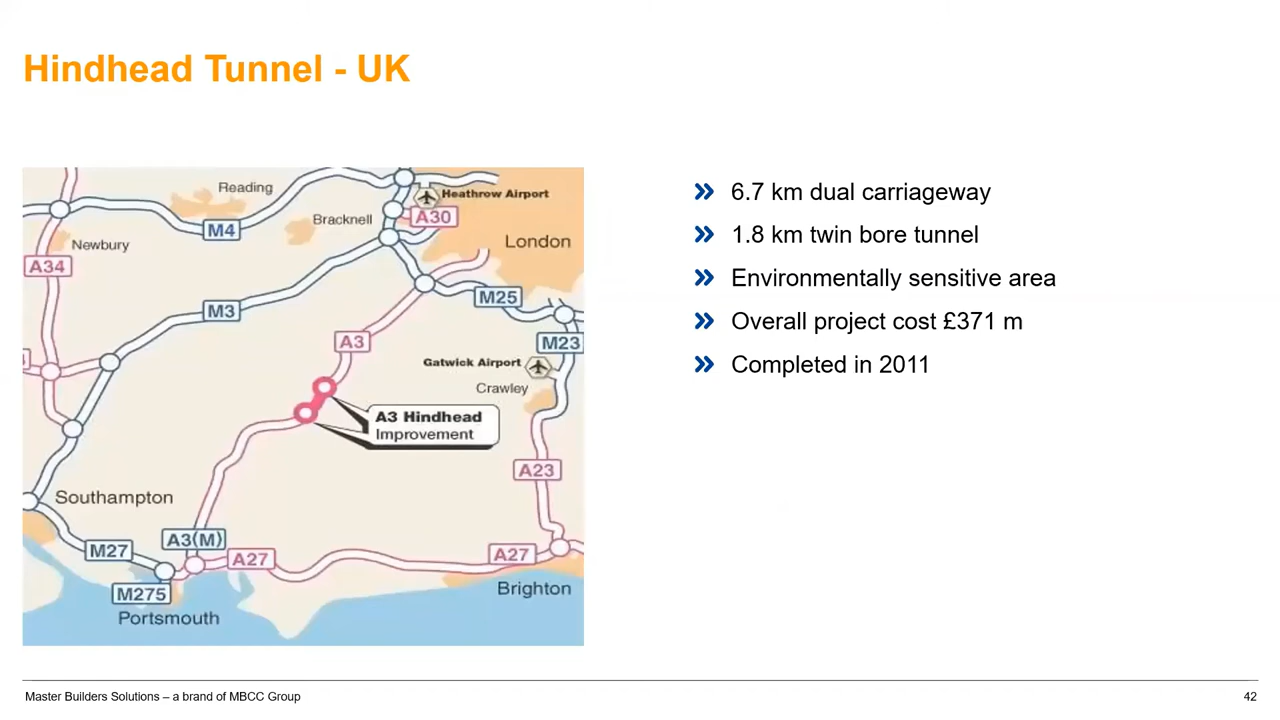 Hindhead Tunnel - UK
Reading
Heathrow Airport
Bracknell
A30
M4
London
Newbury
A34
M25
M3
A3
M23
Gatwick Airport
Crawley
A3 Hindhead
Improvement
A23
Southampton
A3(M)
M27
A27
A27
M275
Brighton
Portsmouth
6.7 km dual carriageway
1.8 km twin bore tunnel
Environmentally sensitive area
Overall project cost £371 m
Completed in 2011
Master Builders Solutions – a brand of MBCC Group
42